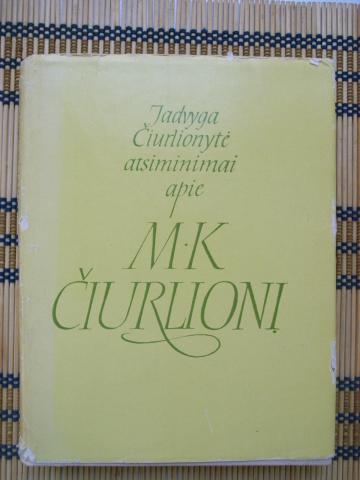 Jadvyga
Čiurlionytė
atsiminimai
apie
M·K
ČIURLIONĮ